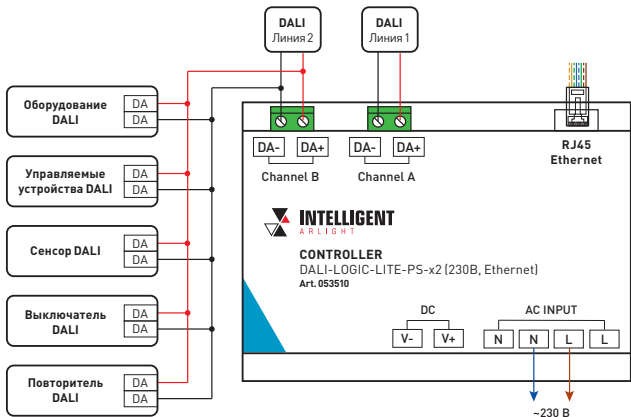 DALI
Линия 2
DALI
Линия 1
Оборудование
DALI
DA
DA
Управляемые
устройства DALI
DA
DA
Сенсор DALI
DA
DA
Выключатель
DALI
DA
DA
Повторитель
DALI
DA
DA
DA-
DA+
DA-
DA+
Channel B
Channel A
RJ45
Ethernet
INTELLIGENT
ARLIGHT
CONTROLLER
DALI-LOGIC-LITE-PS-x2 (230В, Ethernet)
Art. 053510
DC
AC INPUT
V-
V+
N
N
L
L
~230 В